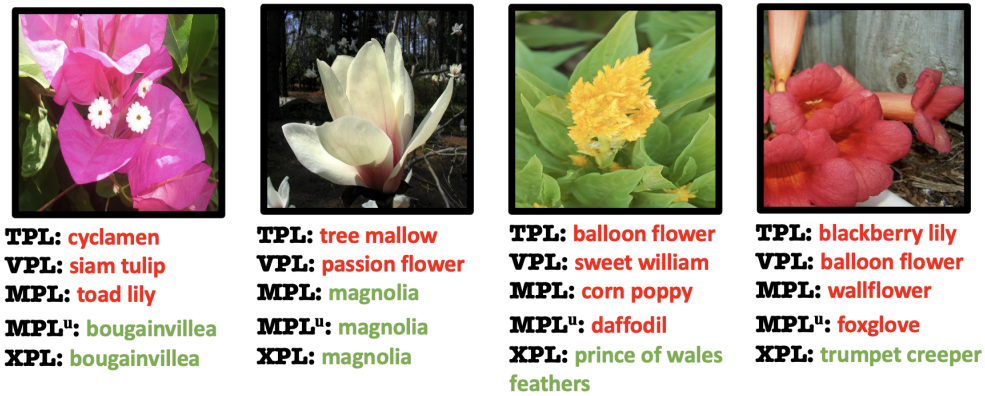 TPL: cyclamen
VPL: siam tulip
MPL: toad lily
MPLᵘ: bougainvillea
XPL: bougainvillea
TPL: tree mallow
VPL: passion flower
MPL: magnolia
MPLᵘ: magnolia
XPL: magnolia
TPL: balloon flower
VPL: sweet william
MPL: corn poppy
MPLᵘ: daffodil
XPL: prince of wales
feathers
TPL: blackberry lily
VPL: balloon flower
MPL: wallflower
MPLᵘ: foxglove
XPL: trumpet creeper